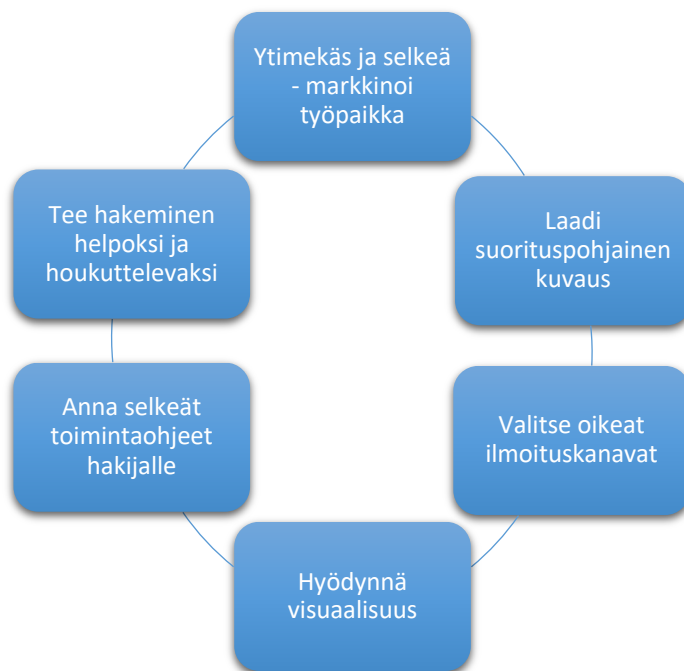 Ytimekäs ja selkeä
- markkinoi
työpaikka
Laadi
suorituspohjainen
kuvaus
Valitse oikeat
ilmoituskanavat
Hyödynnä
visuaalisuus
Anna selkeät
toimintaohjeet
hakijalle
Tee hakeminen
helpoksi ja
houkuttelevaksi